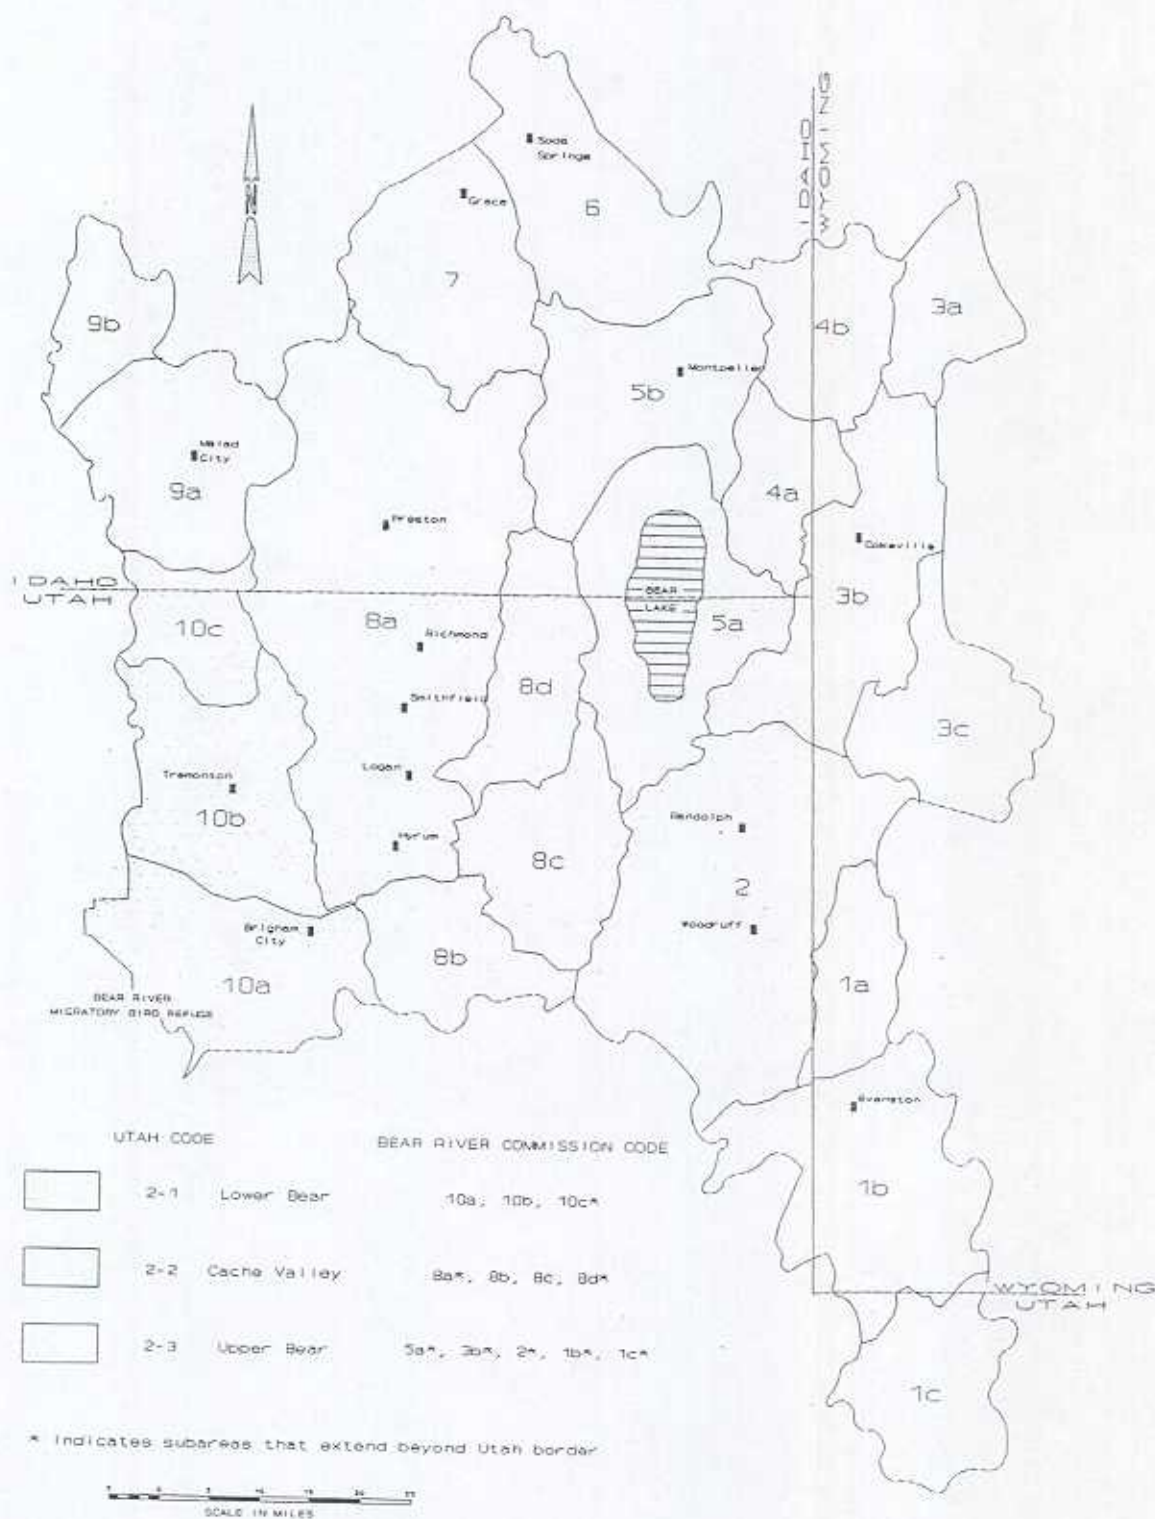 IDAHO
WYOMING
Soda
Springs
Grace
6
7
N
9b
4b
3a
Montpelier
5b
Malad
City
9a
4a
Preston
Cokeville
IDAHO
UTAH
BEAR
LAKE
3b
10c
8a
5a
Richmond
8d
Smithfield
3c
Logan
Tremonton
10b
Randolph
Hyrum
8c
2
Woodruff
Brigham
City
8b
10a
1a
BEAR RIVER
MIGRATORY BIRD REFUGE
Evanston
UTAH CODE
BEAR RIVER COMMISSION CODE
1b
2-1 Lower Bear 10a, 10b, 10c*
2-2 Cache Valley 8a*, 8b, 8c, 8d*
WYOMING
UTAH
2-3 Upper Bear 5a*, 3b*, 2*, 1b*, 1c*
1c
* Indicates subareas that extend beyond Utah border
SCALE IN MILES